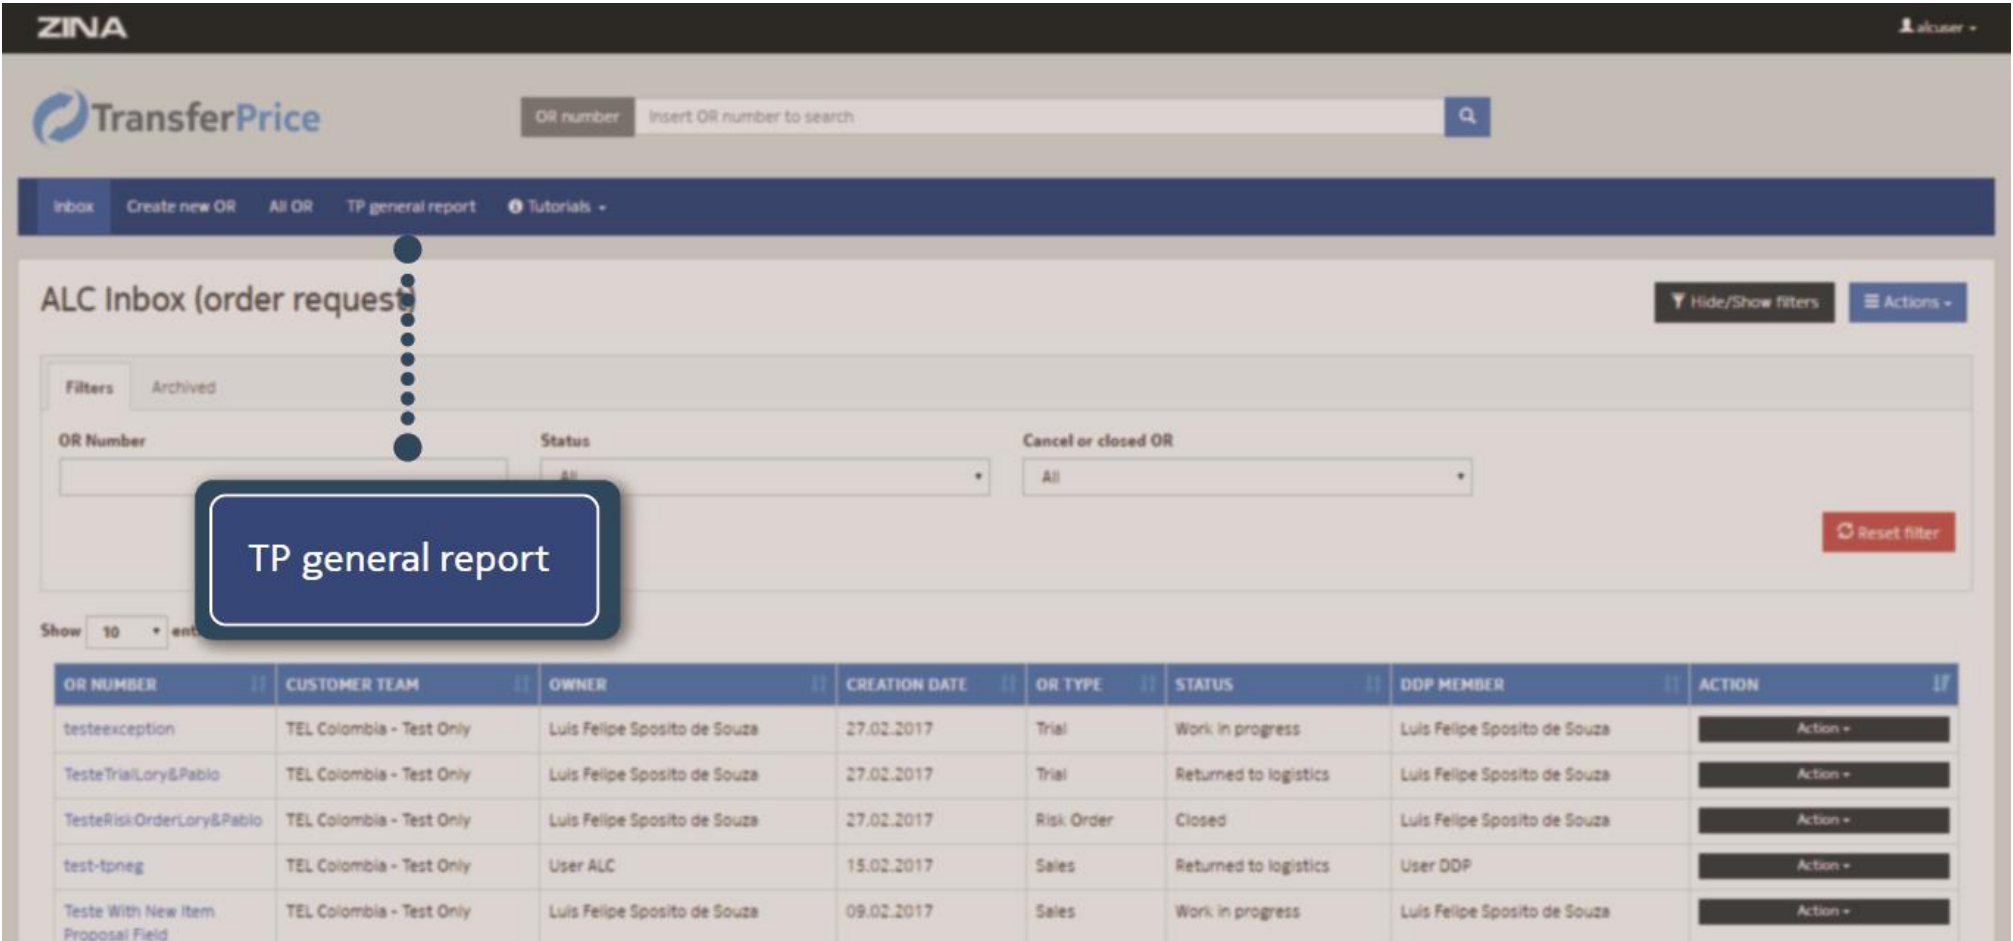 ZINA
alcuser
TransferPrice
OR number Insert OR number to search
Inbox Create new OR All OR TP general report Tutorials
ALC Inbox (order request)
Hide/Show filters Actions
Filters Archived
OR Number Status Cancel or closed OR
All All
Reset filter
TP general report
Show 10 ent
OR NUMBER CUSTOMER TEAM OWNER CREATION DATE OR TYPE STATUS DDP MEMBER ACTION
testeexception TEL Colombia - Test Only Luis Felipe Sposito de Souza 27.02.2017 Trial Work in progress Luis Felipe Sposito de Souza Action
TesteTrialLory&Pablo TEL Colombia - Test Only Luis Felipe Sposito de Souza 27.02.2017 Trial Returned to logistics Luis Felipe Sposito de Souza Action
TesteRiskOrderLory&Pablo TEL Colombia - Test Only Luis Felipe Sposito de Souza 27.02.2017 Risk Order Closed Luis Felipe Sposito de Souza Action
test-tpneg TEL Colombia - Test Only User ALC 15.02.2017 Sales Returned to logistics User DDP Action
Teste With New Item TEL Colombia - Test Only Luis Felipe Sposito de Souza 09.02.2017 Sales Work in progress Luis Felipe Sposito de Souza Action
Proposal Field